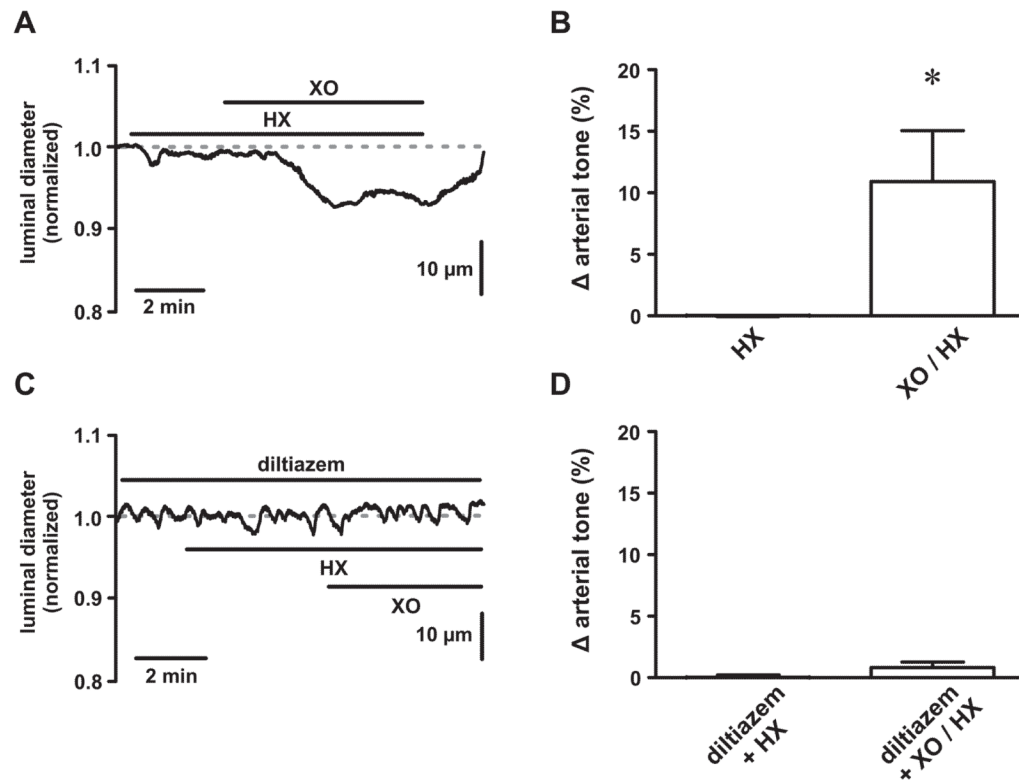 A
luminal diameter
(normalized)
1.1
1.0
0.9
0.8
XO
HX
10 µm
2 min
B
Δ arterial tone (%)
20
15
10
5
0
*
HX
XO / HX
C
luminal diameter
(normalized)
1.1
1.0
0.9
0.8
diltiazem
HX
XO
10 µm
2 min
D
Δ arterial tone (%)
20
15
10
5
0
diltiazem
+ HX
diltiazem
+ XO / HX